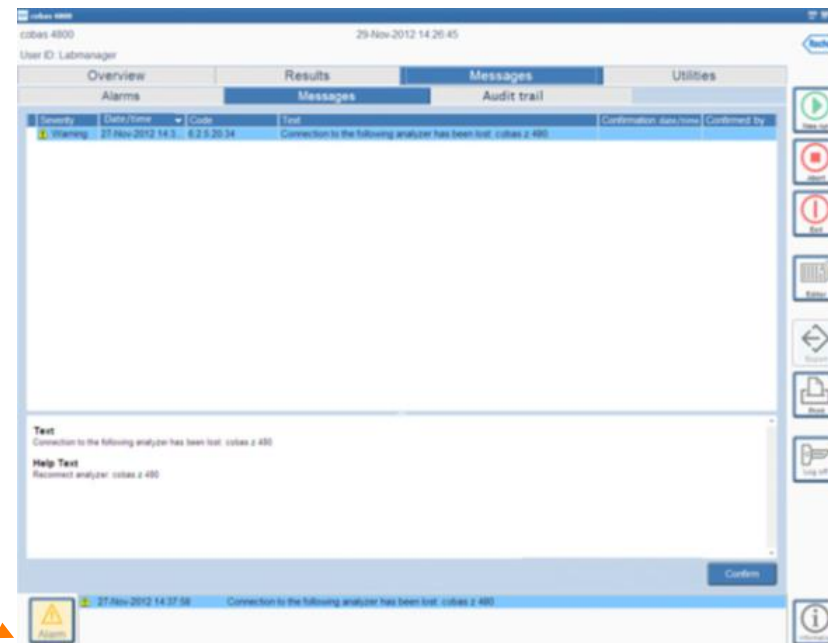 cobas 4800
cobas 4800 29-Nov-2012 14:26:45
User ID: Labmanager
Overview Results Messages Utilities
Alarms Messages Audit trail
Severity Date/time Code Text Confirmation date/time Confirmed by
Warning 27-Nov-2012 14:3... 6.2.5.20.34 Connection to the following analyzer has been lost: cobas z 480
Abort
Exit
Editor
Export
Print
Text
Connection to the following analyzer has been lost: cobas z 480
Help Text
Reconnect analyzer: cobas z 480
Log off
Confirm
27-Nov-2012 14:37:58 Connection to the following analyzer has been lost: cobas z 480
Alarm